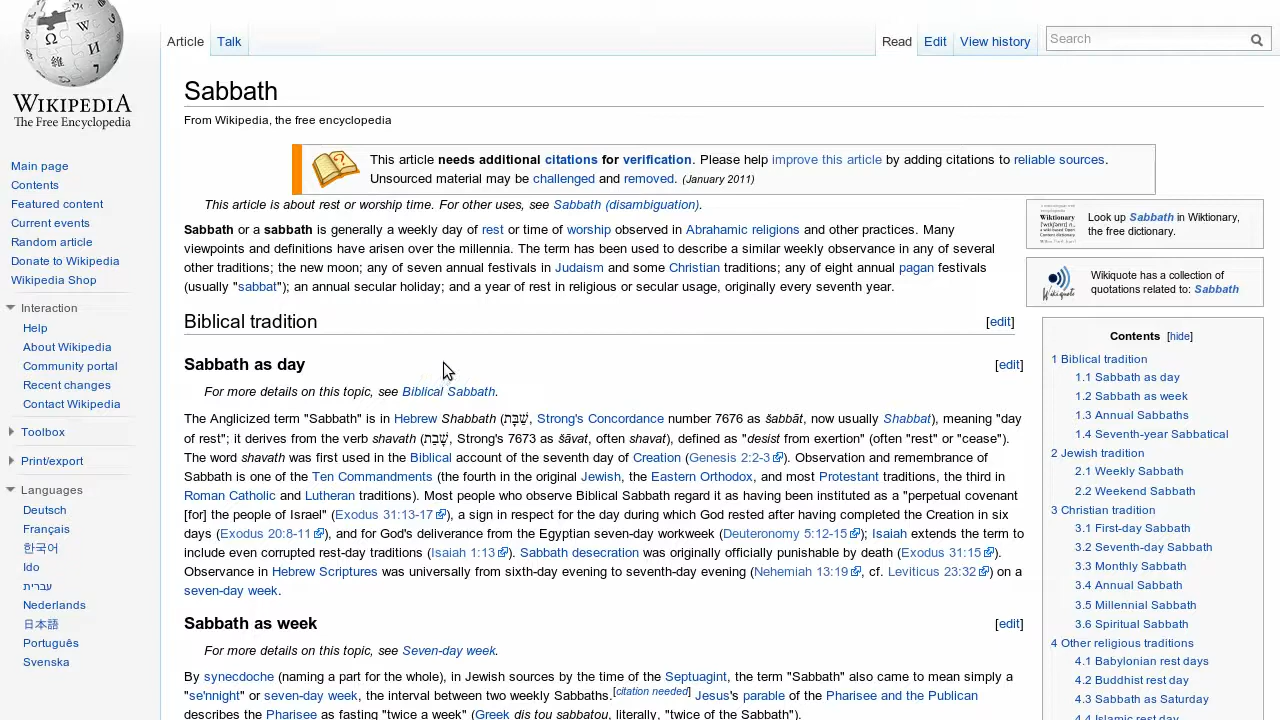 WIKIPEDIA
The Free Encyclopedia
Main page
Contents
Featured content
Current events
Random article
Donate to Wikipedia
Wikipedia Shop
Interaction
Help
About Wikipedia
Community portal
Recent changes
Contact Wikipedia
Toolbox
Print/export
Languages
Deutsch
Français
한국어
Ido
עברית
Nederlands
日本語
Português
Svenska
Article Talk
Read Edit View history
Search
Sabbath
From Wikipedia, the free encyclopedia
This article needs additional citations for verification. Please help improve this article by adding citations to reliable sources.
Unsourced material may be challenged and removed. (January 2011)
This article is about rest or worship time. For other uses, see Sabbath (disambiguation).
Sabbath or a sabbath is generally a weekly day of rest or time of worship observed in Abrahamic religions and other practices. Many
viewpoints and definitions have arisen over the millennia. The term has been used to describe a similar weekly observance in any of several
other traditions; the new moon; any of seven annual festivals in Judaism and some Christian traditions; any of eight annual pagan festivals
(usually "sabbat"); an annual secular holiday; and a year of rest in religious or secular usage, originally every seventh year.
Biblical tradition [edit]
Sabbath as day [edit]
For more details on this topic, see Biblical Sabbath.
The Anglicized term "Sabbath" is in Hebrew Shabbath (שַׁבָּת, Strong's Concordance number 7676 as šabbāt, now usually Shabbat), meaning "day
of rest"; it derives from the verb shavath (שָׁבַת, Strong's 7673 as šāvat, often shavat), defined as "desist from exertion" (often "rest" or "cease").
The word shavath was first used in the Biblical account of the seventh day of Creation (Genesis 2:2-3). Observation and remembrance of
Sabbath is one of the Ten Commandments (the fourth in the original Jewish, the Eastern Orthodox, and most Protestant traditions, the third in
Roman Catholic and Lutheran traditions). Most people who observe Biblical Sabbath regard it as having been instituted as a "perpetual covenant
[for] the people of Israel" (Exodus 31:13-17), a sign in respect for the day during which God rested after having completed the Creation in six
days (Exodus 20:8-11), and for God's deliverance from the Egyptian seven-day workweek (Deuteronomy 5:12-15); Isaiah extends the term to
include even corrupted rest-day traditions (Isaiah 1:13). Sabbath desecration was originally officially punishable by death (Exodus 31:15).
Observance in Hebrew Scriptures was universally from sixth-day evening to seventh-day evening (Nehemiah 13:19, cf. Leviticus 23:32) on a
seven-day week.
Sabbath as week [edit]
For more details on this topic, see Seven-day week.
By synecdoche (naming a part for the whole), in Jewish sources by the time of the Septuagint, the term "Sabbath" also came to mean simply a
"se'nnight" or seven-day week, the interval between two weekly Sabbaths.[citation needed] Jesus's parable of the Pharisee and the Publican
describes the Pharisee as fasting "twice a week" (Greek dis tou sabbatou, literally, "twice of the Sabbath").
Look up Sabbath in Wiktionary,
the free dictionary.
Wikiquote has a collection of
quotations related to: Sabbath
Contents [hide]
1 Biblical tradition
1.1 Sabbath as day
1.2 Sabbath as week
1.3 Annual Sabbaths
1.4 Seventh-year Sabbatical
2 Jewish tradition
2.1 Weekly Sabbath
2.2 Weekend Sabbath
3 Christian tradition
3.1 First-day Sabbath
3.2 Seventh-day Sabbath
3.3 Monthly Sabbath
3.4 Annual Sabbath
3.5 Millennial Sabbath
3.6 Spiritual Sabbath
4 Other religious traditions
4.1 Babylonian rest days
4.2 Buddhist rest day
4.3 Sabbath as Saturday
4.4 Islamic rest day